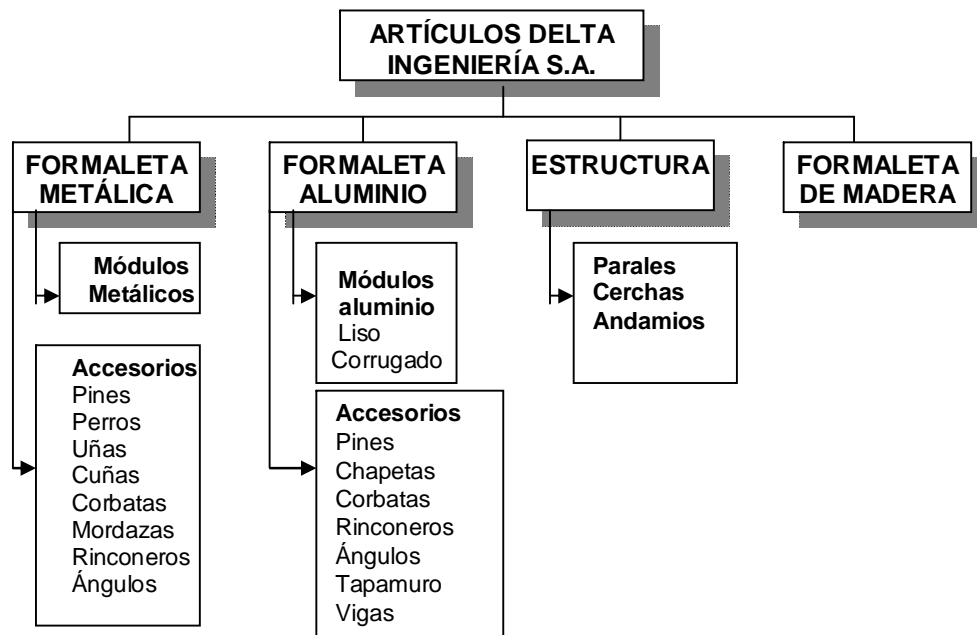 ARTÍCULOS DELTA
INGENIERÍA S.A.
FORMALETA
METÁLICA
Módulos
Metálicos
Accesorios
Pines
Perros
Uñas
Cuñas
Corbatas
Mordazas
Rinconeros
Ángulos
FORMALETA
ALUMINIO
Módulos
aluminio
Liso
Corrugado
Accesorios
Pines
Chapetas
Corbatas
Rinconeros
Ángulos
Tapamuro
Vigas
ESTRUCTURA
Parales
Cerchas
Andamios
FORMALETA
DE MADERA